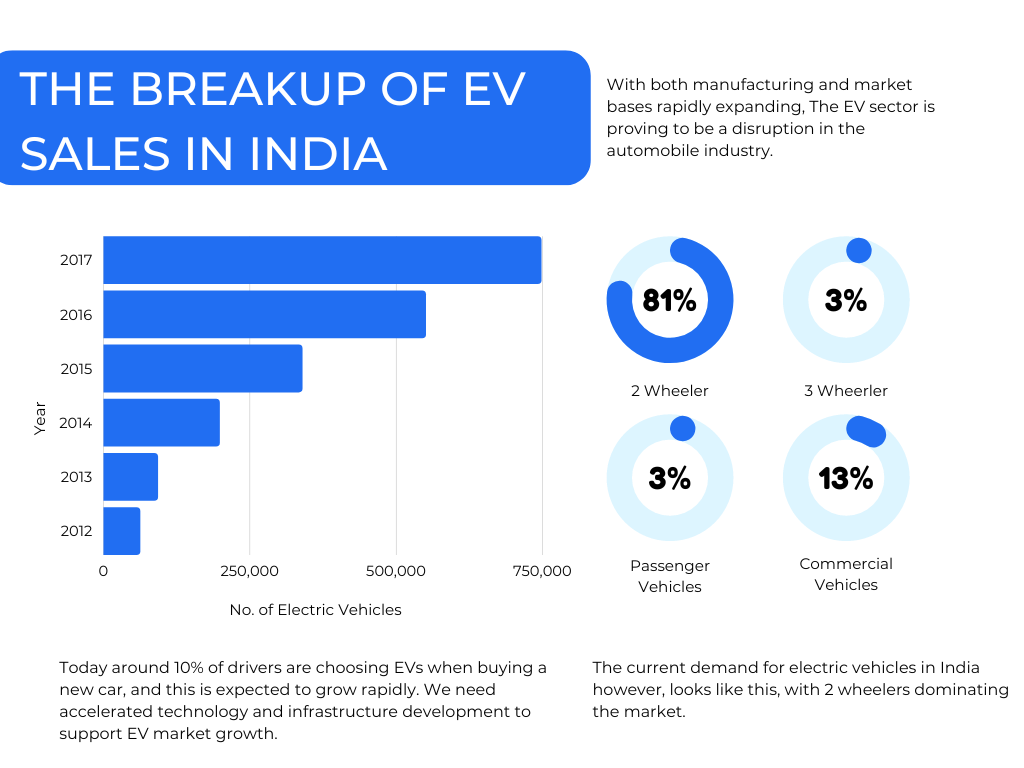 THE BREAKUP OF EV
SALES IN INDIA
With both manufacturing and market
bases rapidly expanding, The EV sector is
proving to be a disruption in the
automobile industry.
Year
2017
2016
2015
2014
2013
2012
0
250,000
500,000
750,000
No. of Electric Vehicles
81%
2 Wheeler
3%
3 Wheerler
3%
Passenger
Vehicles
13%
Commercial
Vehicles
Today around 10% of drivers are choosing EVs when buying a
new car, and this is expected to grow rapidly. We need
accelerated technology and infrastructure development to
support EV market growth.
The current demand for electric vehicles in India
however, looks like this, with 2 wheelers dominating
the market.